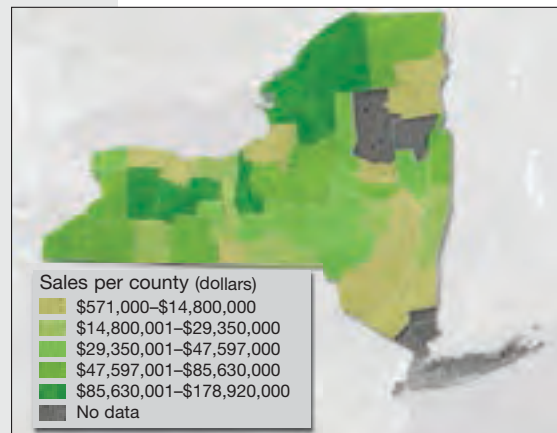 Sales per county (dollars)
$571,000–$14,800,000
$14,800,001–$29,350,000
$29,350,001–$47,597,000
$47,597,001–$85,630,000
$85,630,001–$178,920,000
No data